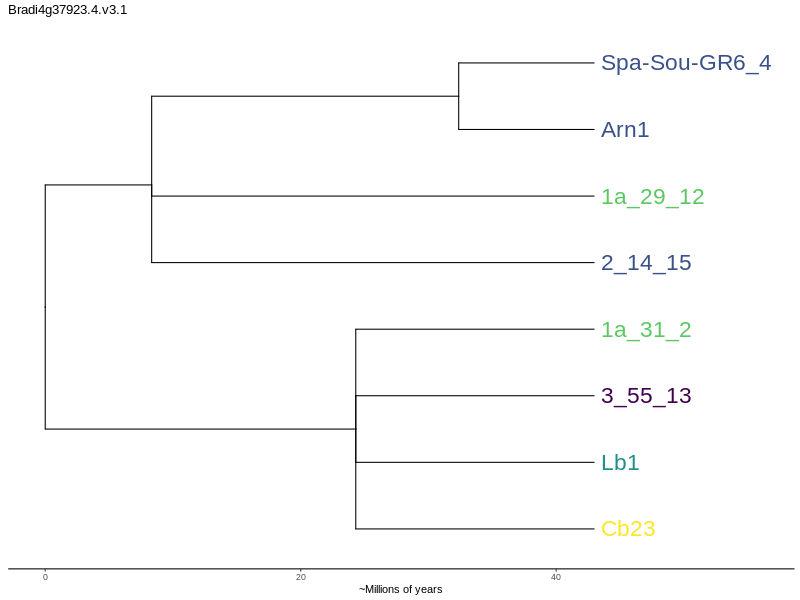 Bradi4g37923.4.v3.1
Spa-Sou-GR6_4
Arn1
1a_29_12
2_14_15
1a_31_2
3_55_13
Lb1
Cb23
0 20 40
~Millions of years